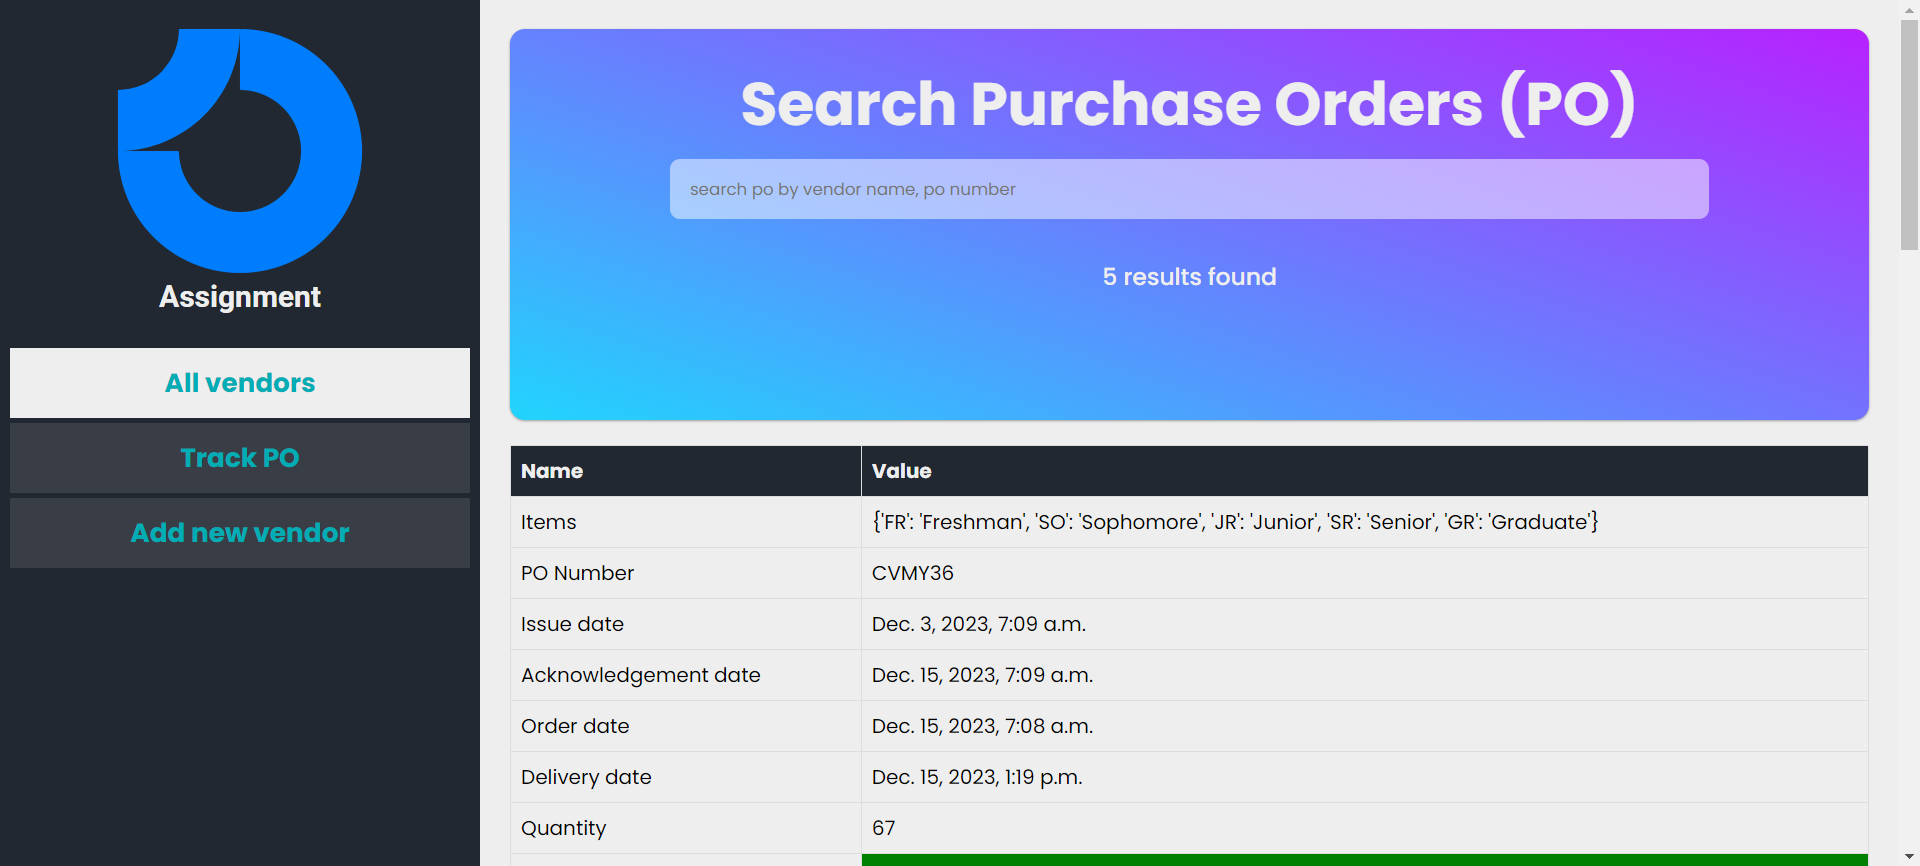 Assignment
All vendors
Track PO
Add new vendor
Search Purchase Orders (PO)
search po by vendor name, po number
5 results found
Name Value
Items {'FR': 'Freshman', 'SO': 'Sophomore', 'JR': 'Junior', 'SR': 'Senior', 'GR': 'Graduate'}
PO Number CVMY36
Issue date Dec. 3, 2023, 7:09 a.m.
Acknowledgement date Dec. 15, 2023, 7:09 a.m.
Order date Dec. 15, 2023, 7:08 a.m.
Delivery date Dec. 15, 2023, 1:19 p.m.
Quantity 67